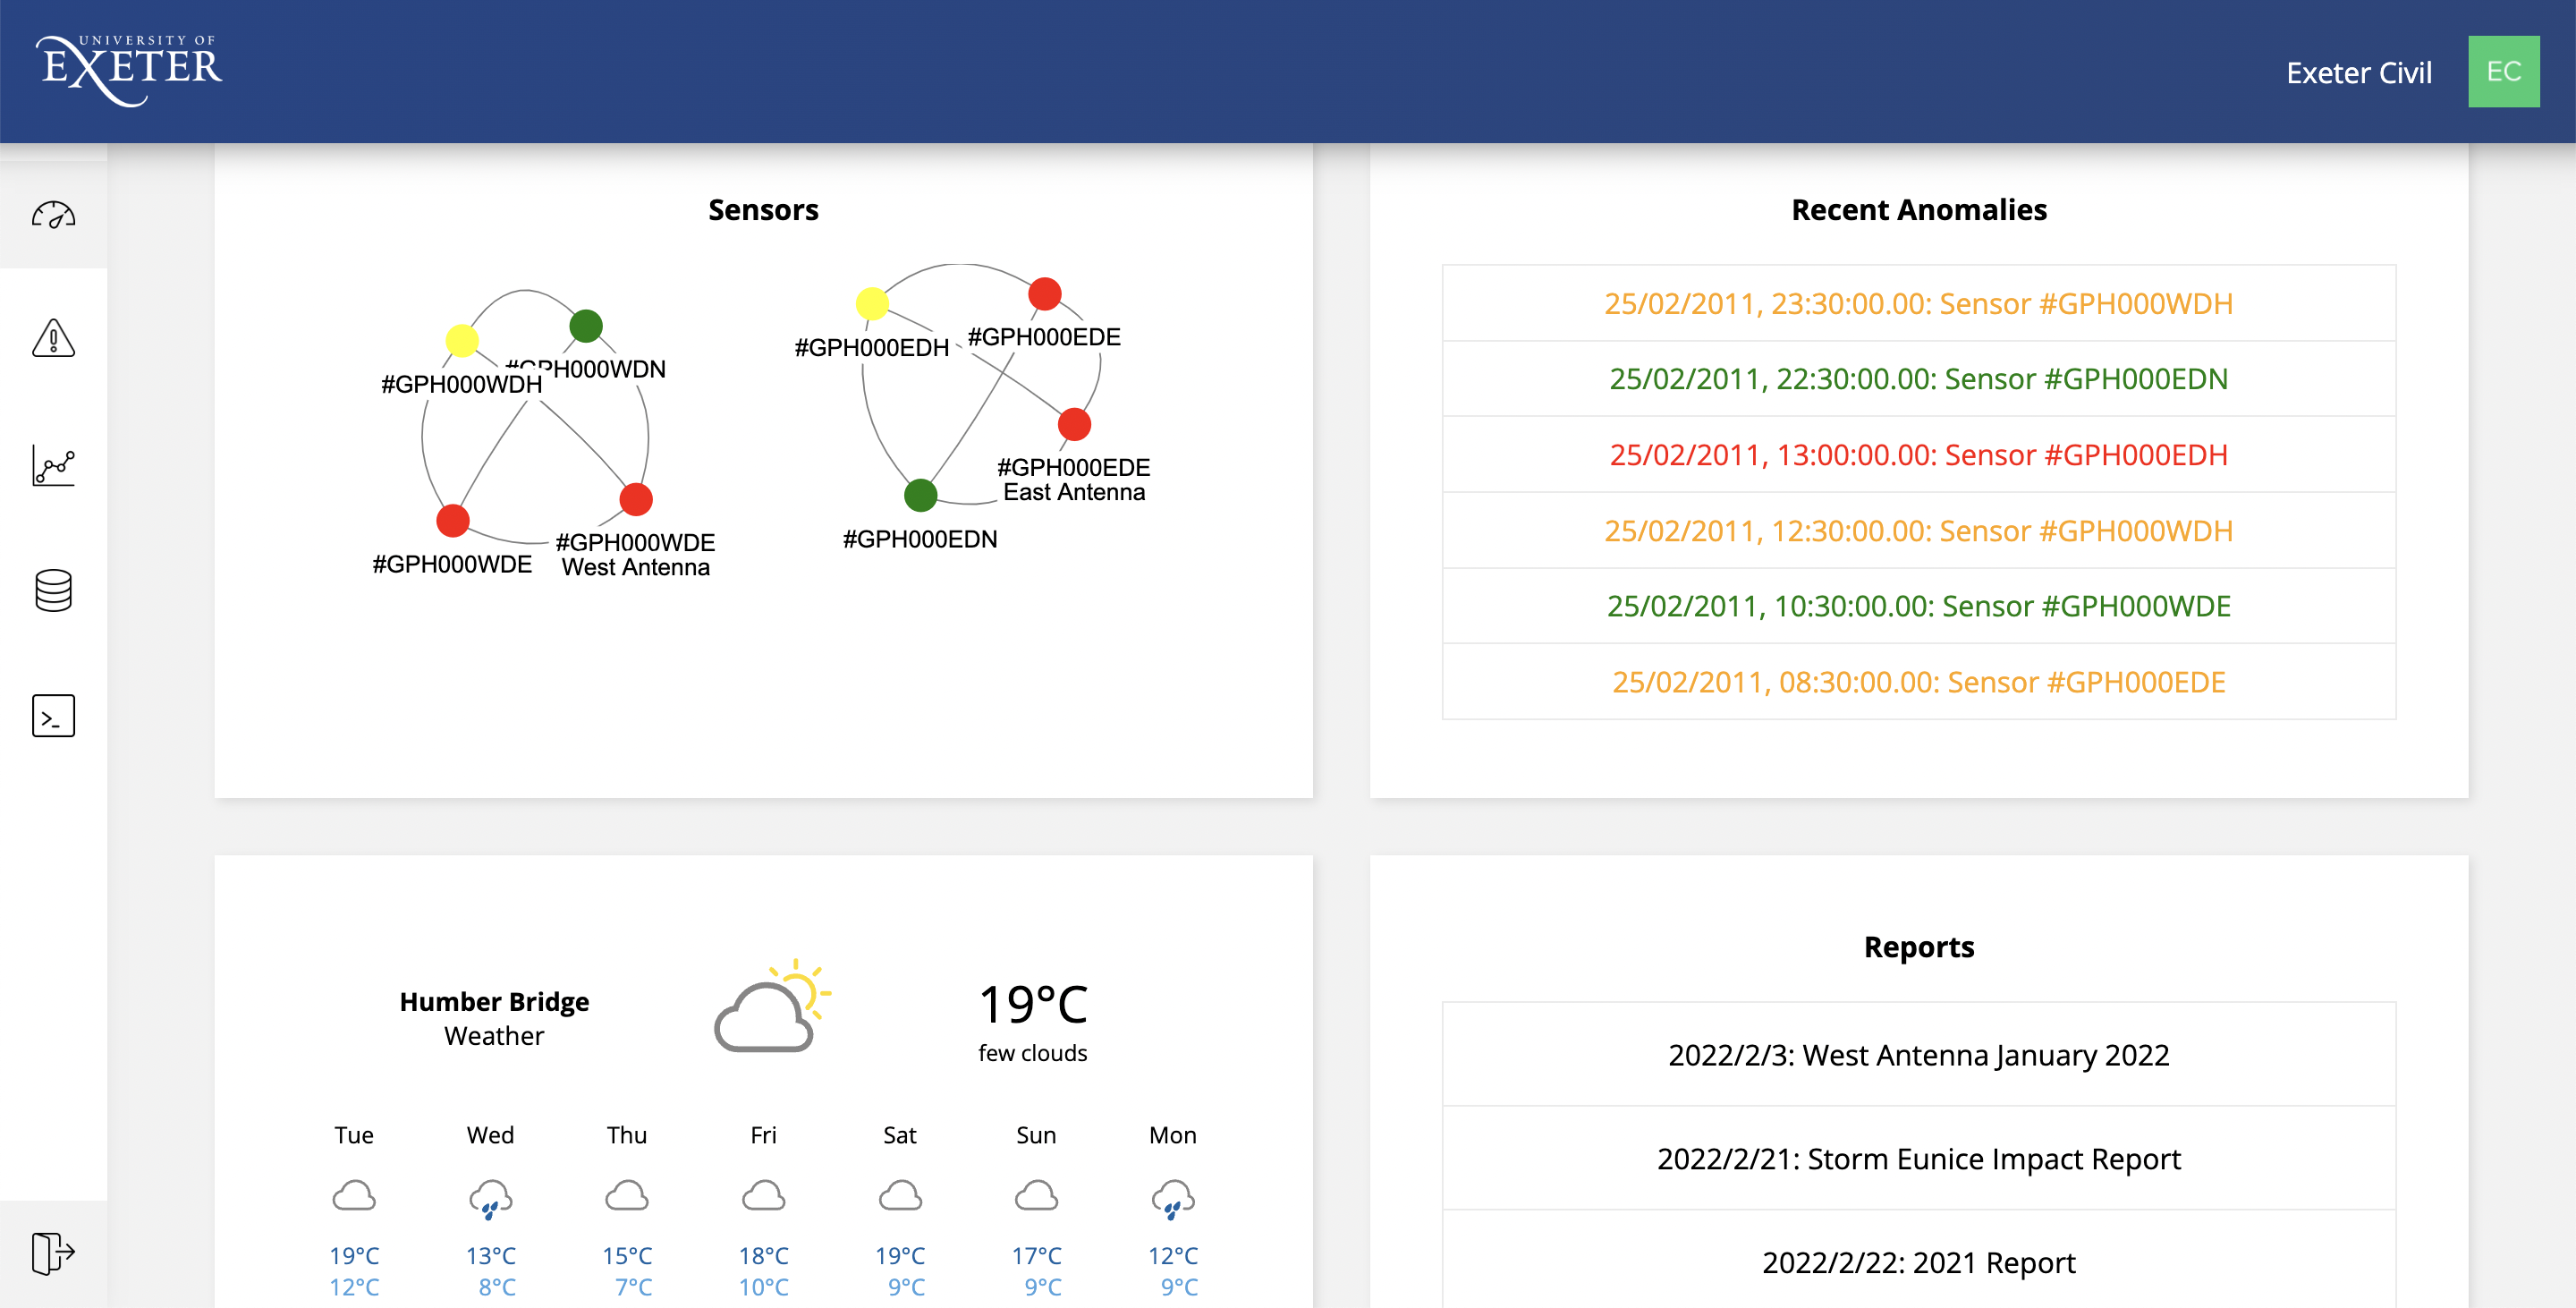 UNIVERSITY OF
EXETER
Exeter Civil
EC
Sensors
#GPH000WDH
#GPH000WDN
#GPH000WDE
#GPH000WDE
West Antenna
#GPH000EDH
#GPH000EDE
#GPH000EDE
East Antenna
#GPH000EDN
Recent Anomalies
25/02/2011, 23:30:00.00: Sensor #GPH000WDH
25/02/2011, 22:30:00.00: Sensor #GPH000EDN
25/02/2011, 13:00:00.00: Sensor #GPH000EDH
25/02/2011, 12:30:00.00: Sensor #GPH000WDH
25/02/2011, 10:30:00.00: Sensor #GPH000WDE
25/02/2011, 08:30:00.00: Sensor #GPH000EDE
Humber Bridge
Weather
19°C
few clouds
Tue Wed Thu Fri Sat Sun Mon
19°C 13°C 15°C 18°C 19°C 17°C 12°C
12°C 8°C 7°C 10°C 9°C 9°C 9°C
Reports
2022/2/3: West Antenna January 2022
2022/2/21: Storm Eunice Impact Report
2022/2/22: 2021 Report